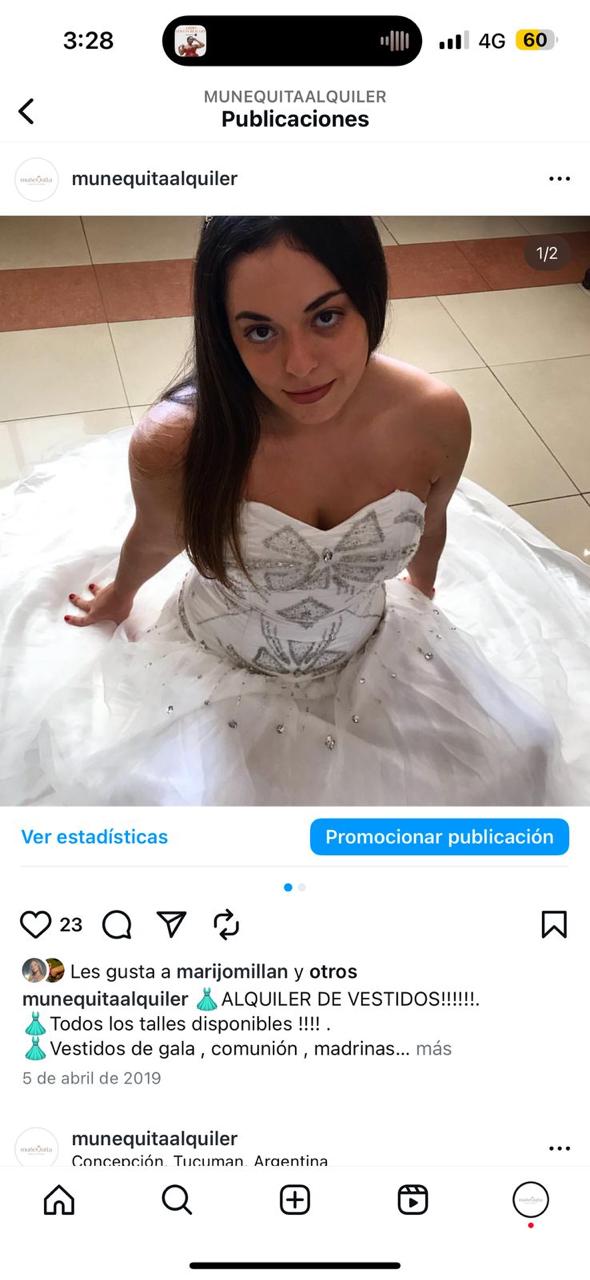 3:28
4G
60
MUNEQUITAALQUILER
Publicaciones
munequitaalquiler
1/2
Ver estadísticas
Promocionar publicación
23
Les gusta a marijomillan y otros
munequitaalquiler 👗ALQUILER DE VESTIDOS!!!!!!.
👗Todos los talles disponibles !!!! .
👗Vestidos de gala , comunión , madrinas... más
5 de abril de 2019
munequitaalquiler
Concepción, Tucuman, Argentina